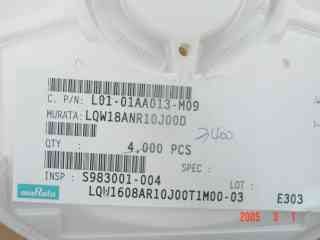 C. P/N: L01-01AA013-M09
MURATA: LQW18ANR10J00D
≥400
QTY : 4,000 PCS
SPEC :
INSP : S983001-004
LOT :
muRata LQW1608AR10J00T1M00-03 E303
2005 3 1